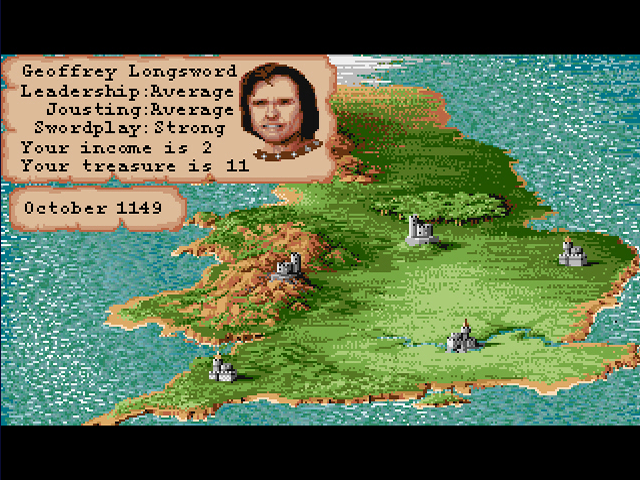 Geoffrey Longsword
Leadership:Average
Jousting:Average
Swordplay:Strong
Your income is 2
Your treasure is 11
October 1149